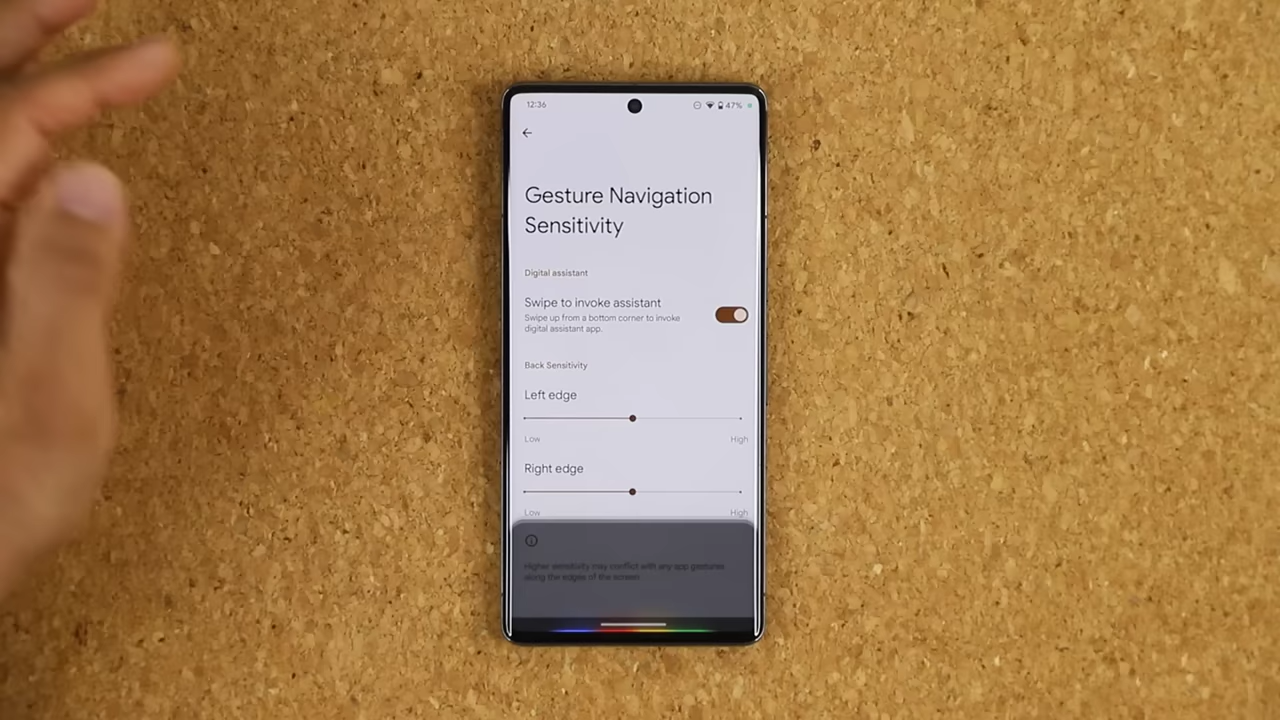 12:36
47%
Gesture Navigation
Sensitivity
Digital assistant
Swipe to invoke assistant
Swipe up from a bottom corner to invoke
digital assistant app.
Back Sensitivity
Left edge
Low High
Right edge
Low High
Higher sensitivity may conflict with any app gestures
along the edges of the screen.